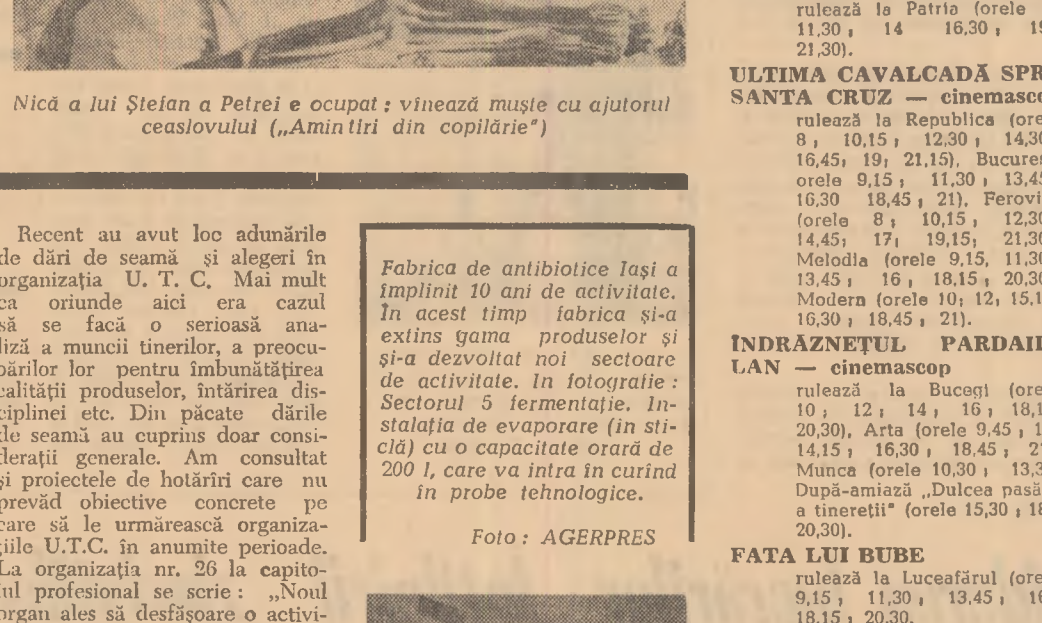 Nică a lui Ștefan a Petrei e ocupat : vînează muște cu ajutorul
ceaslovului („Amintiri din copilărie")
Recent au avut loc adunările
de dări de seamă și alegeri în
organizația U. T. C. Mai mult
ca oriunde aici era cazul
să se facă o serioasă ana-
liză a muncii tinerilor, a preocu-
părilor lor pentru îmbunătățirea
calității produselor, întărirea dis-
ciplinei etc. Din păcate dările
de seamă au cuprins doar consi-
derații generale. Am consultat
și proiectele de hotărîri care nu
prevăd obiective concrete pe
care să le urmărească organiza-
țiile U.T.C. în anumite perioade.
La organizația nr. 26 la capito-
lul profesional se scrie : „Noul
organ ales să desfășoare o activi-
Fabrica de antibiotice Iași a
împlinit 10 ani de activitate.
În acest timp fabrica și-a
extins gama produselor și
și-a dezvoltat noi sectoare
de activitate. In fotografie :
Sectorul 5 fermentație. In-
stalația de evaporare (in sti-
clă) cu o capacitate orară de
200 l, care va intra în curînd
în probe tehnologice.
Foto : AGERPRES
rulează la Patria (orele
11,30 ; 14 16,30 ;
21,30).
ULTIMA CAVALCADĂ SPR
SANTA CRUZ — cinemasco
rulează la Republica (ore
8 ; 10,15 ; 12,30 ; 14,30
16,45; 19; 21,15), Bucureș
orele 9,15 ; 11,30 ; 13,45
16,30 18,45 ; 21), Ferovi
(orele 8 ; 10,15 ; 12,30
14,45; 17; 19,15; 21,30
Melodia (orele 9,15, 11,30
13,45 ; 16 ; 18,15 ; 20,30
Modern (orele 10; 12; 15,1
16,30 ; 18,45 ; 21).
ÎNDRĂZNEȚUL PARDAIL
LAN — cinemascop
rulează la Bucegi (ore
10 ; 12 ; 14 ; 16 ; 18,1
20,30), Arta (orele 9,45 ; 1
14,15 ; 16,30 ; 18,45 ; 2
Munca (orele 10,30 ; 13,3
După-amiază „Dulcea pasă
a tinereții" (orele 15,30 ; 18
20,30).
FATA LUI BUBE
rulează la Luceafărul (ore
9,15 ; 11,30 ; 13,45 ; 16
18,15 ; 20,30.